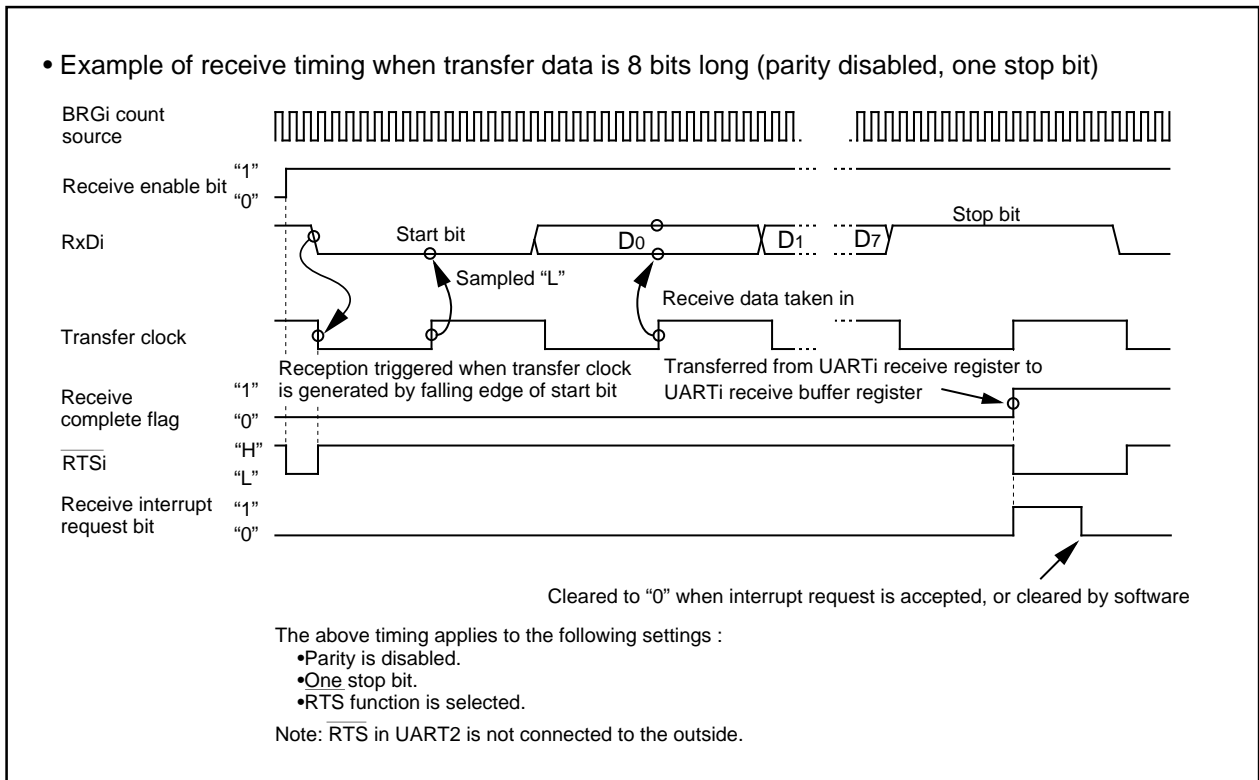 • Example of receive timing when transfer data is 8 bits long (parity disabled, one stop bit)
BRGi count
source
Receive enable bit
“1”
“0”
RxDi
Start bit
D0
D1
D7
Stop bit
Sampled “L”
Receive data taken in
Transfer clock
Reception triggered when transfer clock
is generated by falling edge of start bit
Transferred from UARTi receive register to
UARTi receive buffer register
Receive
complete flag
“1”
“0”
RTSi
“H”
“L”
Receive interrupt
request bit
“1”
“0”
Cleared to “0” when interrupt request is accepted, or cleared by software
The above timing applies to the following settings :
•Parity is disabled.
•One stop bit.
•RTS function is selected.
Note: RTS in UART2 is not connected to the outside.